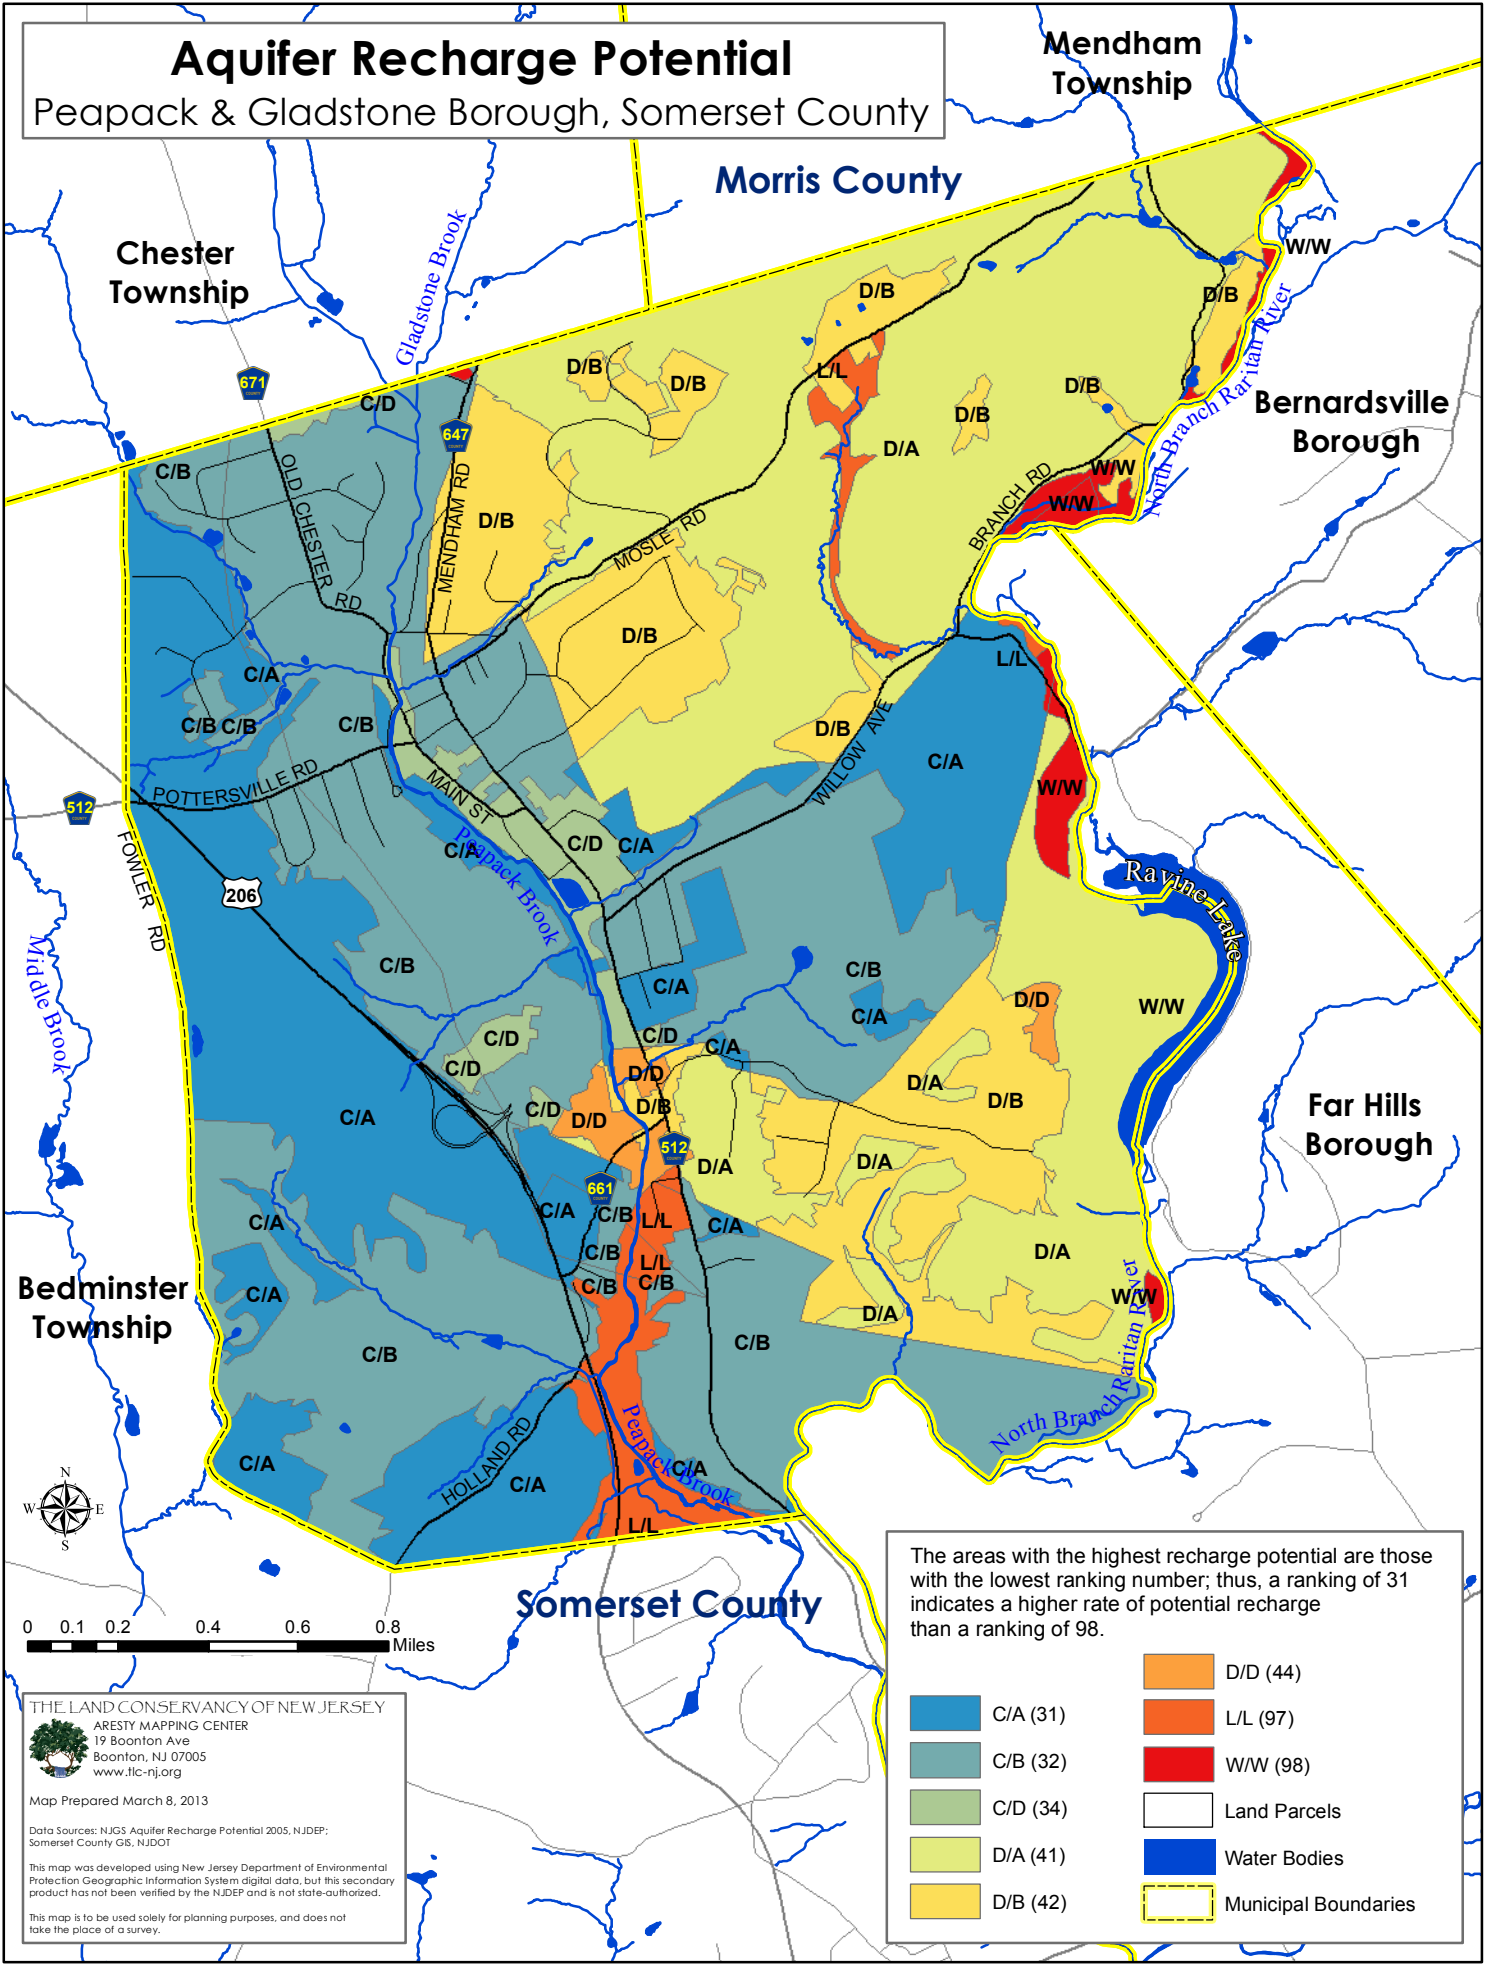 Aquifer Recharge Potential
Peapack & Gladstone Borough, Somerset County
Mendham
Township
Morris County
Chester
Township
Gladstone Brook
W/W
D/B
D/B
North Branch Raritan River
671
COUNTY
D/B
D/B
L/L
D/B
D/B
Bernardsville
Borough
C/D
647
COUNTY
D/A
C/B
OLD CHESTER RD
MENDHAM RD
D/B
MOSLE RD
BRANCH RD
W/W
W/W
D/B
L/L
C/A
C/B
C/B
C/B
D/B
WILLOW AVE
C/A
W/W
POTTERSVILLE RD
MAIN ST
512
COUNTY
FOWLER RD
C/A
Peapack Brook
C/D
C/A
Ravine Lake
206
Middle Brook
C/B
C/A
C/B
C/A
D/D
W/W
C/D
C/D
C/D
C/A
D/D
D/A
D/B
C/A
C/D
D/D
D/B
Far Hills
Borough
512
COUNTY
D/A
D/A
661
COUNTY
C/A
C/A
C/B
L/L
C/A
C/B
L/L
D/A
Bedminster
Township
C/A
C/B
C/B
W/W
D/A
North Branch Raritan River
C/B
C/B
HOLLAND RD
Peapack Brook
C/A
C/A
C/A
L/L
N
W
E
S
Somerset County
0 0.1 0.2 0.4 0.6 0.8
Miles
The areas with the highest recharge potential are those
with the lowest ranking number; thus, a ranking of 31
indicates a higher rate of potential recharge
than a ranking of 98.
C/A (31)
C/B (32)
C/D (34)
D/A (41)
D/B (42)
D/D (44)
L/L (97)
W/W (98)
Land Parcels
Water Bodies
Municipal Boundaries
THE LAND CONSERVANCY OF NEW JERSEY
ARESTY MAPPING CENTER
19 Boonton Ave
Boonton, NJ 07005
www.tlc-nj.org
Map Prepared March 8, 2013
Data Sources: NJGS Aquifer Recharge Potential 2005, NJDEP;
Somerset County GIS, NJDOT
This map was developed using New Jersey Department of Environmental
Protection Geographic Information System digital data, but this secondary
product has not been verified by the NJDEP and is not state-authorized.
This map is to be used solely for planning purposes, and does not
take the place of a survey.